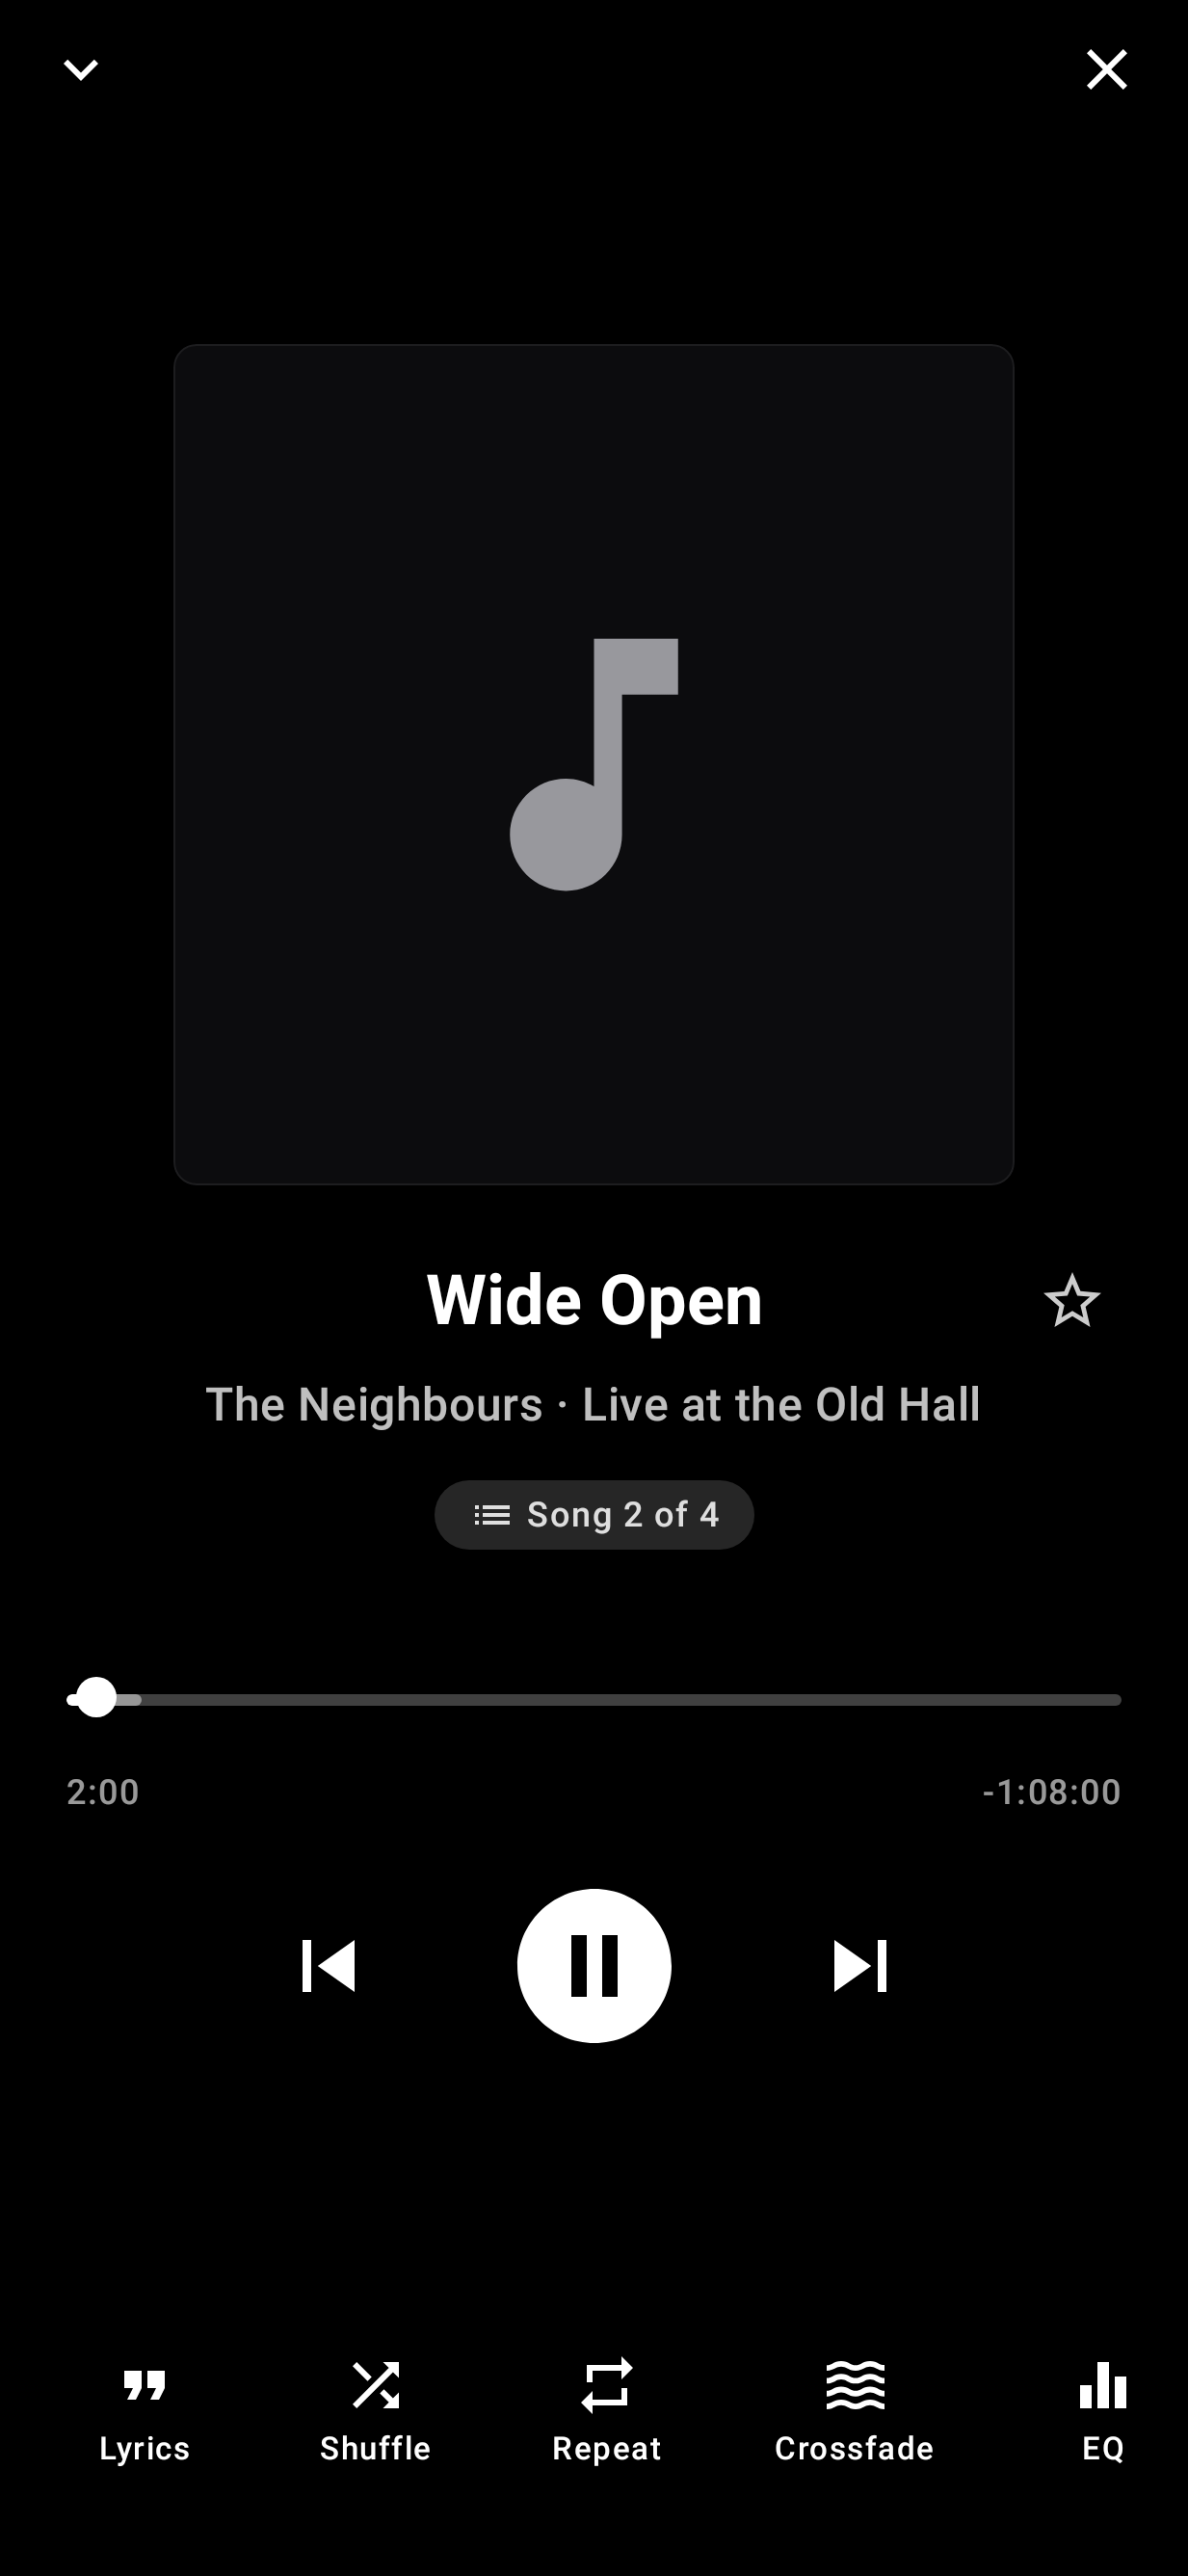 Wide Open
The Neighbours · Live at the Old Hall
Song 2 of 4
2:00 -1:08:00
Lyrics Shuffle Repeat Crossfade EQ